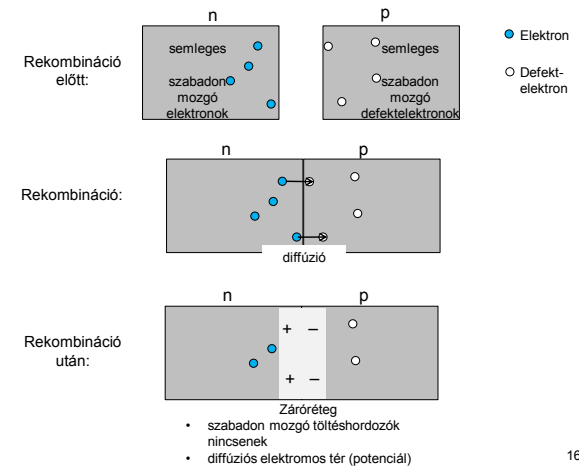 n
p
Rekombináció
előtt:
semleges
szabadon
mozgó
elektronok
semleges
szabadon
mozgó
defektelektronok
Elektron
Defekt-
elektron
n
p
Rekombináció:
diffúzió
n
p
Rekombináció
után:
+ –
+ –
Záróréteg
• szabadon mozgó töltéshordozók
nincsenek
• diffúziós elektromos tér (potenciál)
16